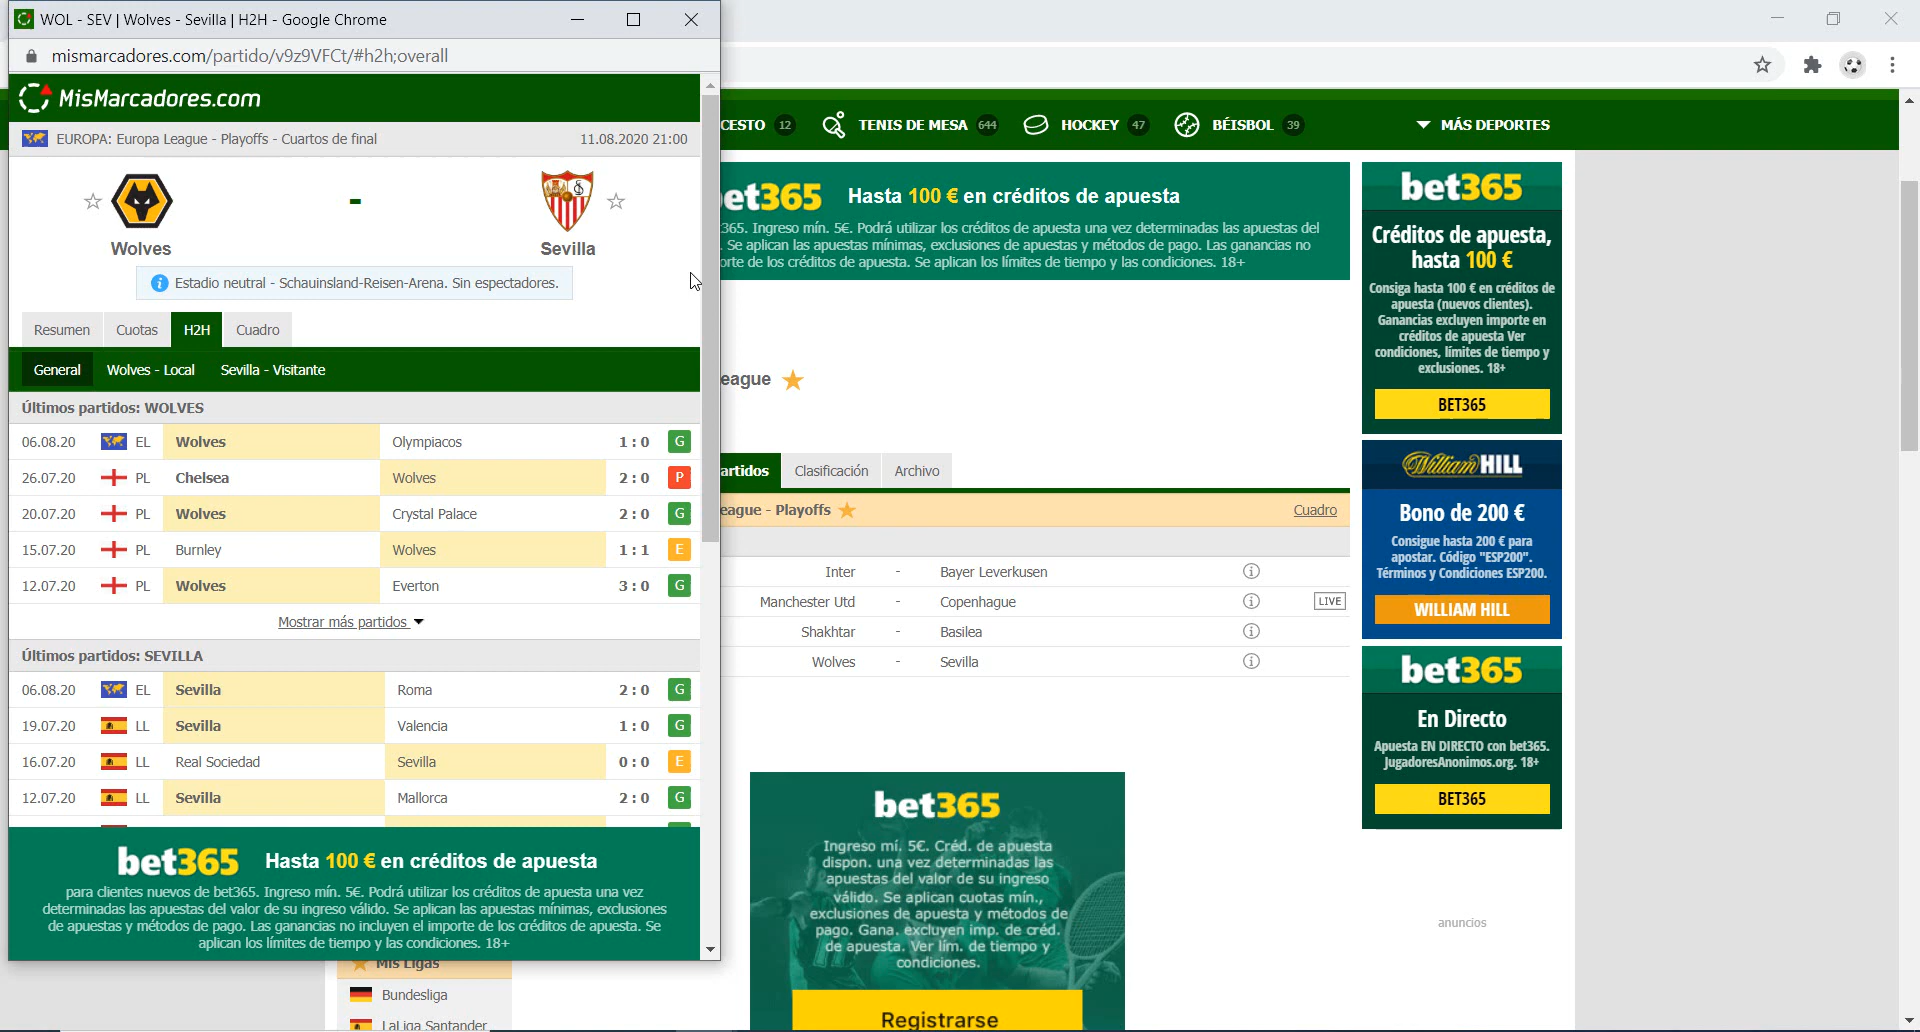 WOL - SEV | Wolves - Sevilla | H2H - Google Chrome
mismarcadores.com/partido/v9z9VFCt/#h2h;overall
MisMarcadores.com
EUROPA: Europa League - Playoffs - Cuartos de final 11.08.2020 21:00
-
Wolves Sevilla
Estadio neutral - Schauinsland-Reisen-Arena. Sin espectadores.
Resumen Cuotas H2H Cuadro
General Wolves - Local Sevilla - Visitante
Últimos partidos: WOLVES
06.08.20 EL Wolves Olympiacos 1 : 0 G
26.07.20 PL Chelsea Wolves 2 : 0 P
20.07.20 PL Wolves Crystal Palace 2 : 0 G
15.07.20 PL Burnley Wolves 1 : 1 E
12.07.20 PL Wolves Everton 3 : 0 G
Mostrar más partidos
Últimos partidos: SEVILLA
06.08.20 EL Sevilla Roma 2 : 0 G
19.07.20 LL Sevilla Valencia 1 : 0 G
16.07.20 LL Real Sociedad Sevilla 0 : 0 E
12.07.20 LL Sevilla Mallorca 2 : 0 G
bet365 Hasta 100 € en créditos de apuesta
para clientes nuevos de bet365. Ingreso mín. 5€. Podrá utilizar los créditos de apuesta una vez
determinadas las apuestas del valor de su ingreso válido. Se aplican las apuestas mínimas, exclusiones
de apuestas y métodos de pago. Las ganancias no incluyen el importe de los créditos de apuesta. Se
aplican los límites de tiempo y las condiciones. 18+
Mis Ligas
Bundesliga
LaLiga Santander
CESTO 12 TENIS DE MESA 644 HOCKEY 47 BÉISBOL 39 MÁS DEPORTES
et365 Hasta 100 € en créditos de apuesta
365. Ingreso mín. 5€. Podrá utilizar los créditos de apuesta una vez determinadas las apuestas del
. Se aplican las apuestas mínimas, exclusiones de apuestas y métodos de pago. Las ganancias no
orte de los créditos de apuesta. Se aplican los límites de tiempo y las condiciones. 18+
eague
artidos Clasificación Archivo
eague - Playoffs Cuadro
Inter - Bayer Leverkusen
Manchester Utd - Copenhague LIVE
Shakhtar - Basilea
Wolves - Sevilla
bet365
Ingreso mí. 5€. Créd. de apuesta
dispon. una vez determinadas las
apuestas del valor de su ingreso
válido. Se aplican cuotas mín.,
exclusiones de apuesta y métodos de
pago. Gana. excluyen imp. de créd.
de apuesta. Ver lím. de tiempo y
condiciones.
Registrarse
bet365
Créditos de apuesta,
hasta 100 €
Consiga hasta 100 € en créditos de
apuesta (nuevos clientes).
Ganancias excluyen importe en
créditos de apuesta Ver
condiciones, límites de tiempo y
exclusiones. 18+
BET365
William HILL
Bono de 200 €
Consigue hasta 200 € para
apostar. Código "ESP200".
Términos y Condiciones ESP200.
WILLIAM HILL
bet365
En Directo
Apuesta EN DIRECTO con bet365.
JugadoresAnonimos.org. 18+
BET365
anuncios